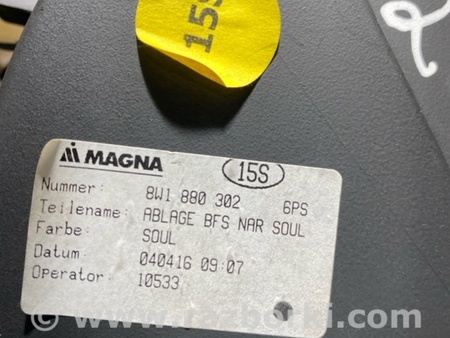 15S
MAGNA
15S
Nummer: 8W1 880 302 6PS
Teilename: ABLAGE BFS NAR SOUL
Farbe: SOUL
Datum : 040416 09:07
Operator : 10533
© www.razborki.com